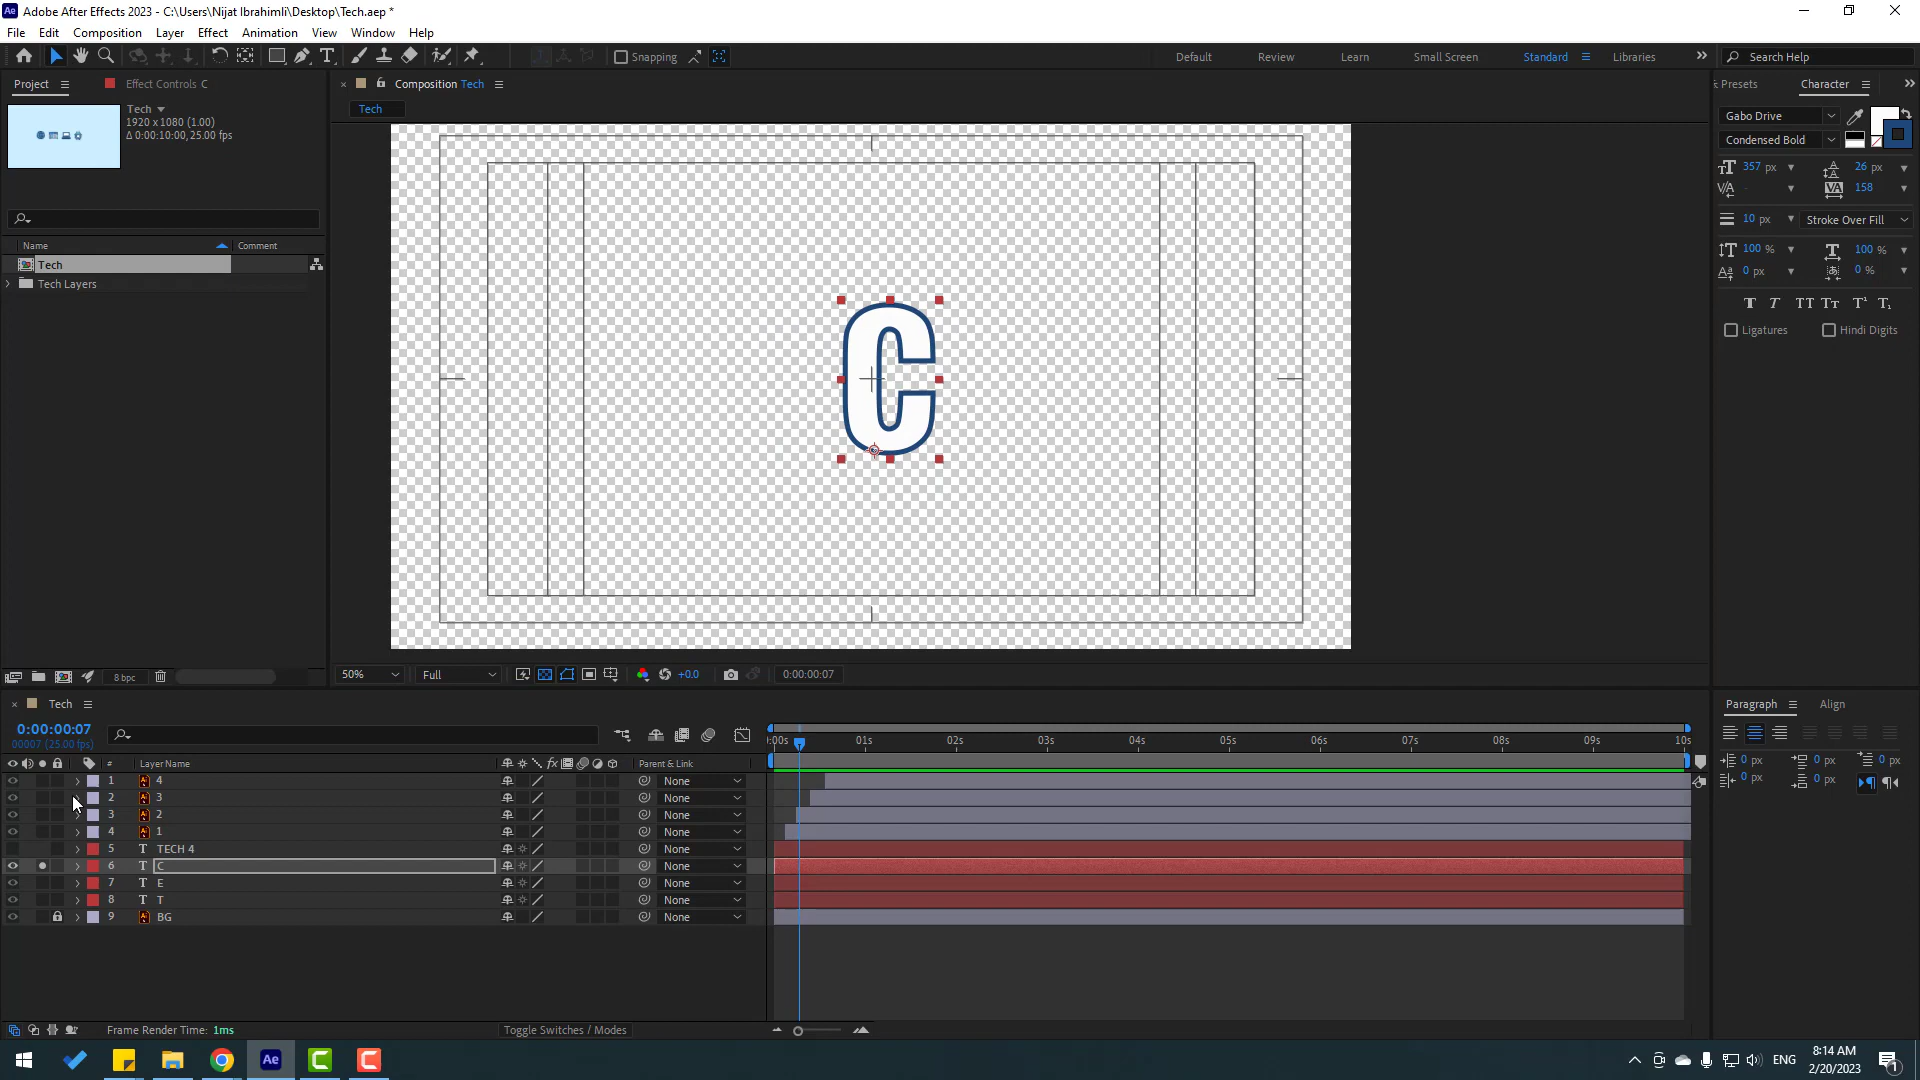 Adobe After Effects 2023 - C:\Users\Nijat Ibrahimli\Desktop\Tech.aep *
File Edit Composition Layer Effect Animation View Window Help
Snapping
Default Review Learn Small Screen Standard Libraries
Search Help
Project Effect Controls C
Composition Tech
Presets Character
Tech
1920 x 1080 (1.00)
Δ 0:00:10:00, 25.00 fps
Tech
Gabo Drive
Condensed Bold
357 px 26 px
158
10 px Stroke Over Fill
100 % 100 %
0 px 0 %
Ligatures Hindi Digits
Name Comment
Tech
Tech Layers
C
8 bpc
50% Full +0.0 0:00:00:07
Tech
Paragraph Align
0:00:00:07
00007 (25.00 fps)
:00s 01s 02s 03s 04s 05s 06s 07s 08s 09s 10s
# Layer Name Parent & Link
1 4 None
2 3 None
3 2 None
4 1 None
5 T TECH 4 None
6 T C None
7 T E None
8 T T None
9 BG None
0 px 0 px 0 px
0 px 0 px
Frame Render Time: 1ms
Toggle Switches / Modes
ENG
8:14 AM
2/20/2023
1